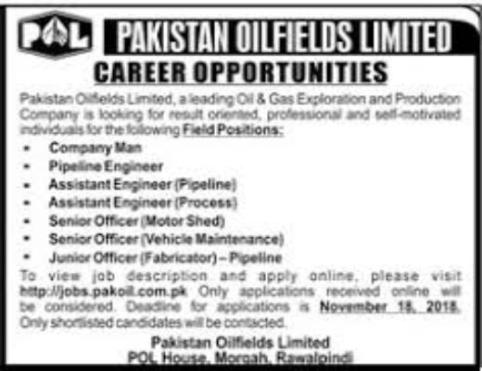 POL PAKISTAN OILFIELDS LIMITED
CAREER OPPORTUNITIES
Pakistan Oilfields Limited, a leading Oil & Gas Exploration and Production
Company is looking for result oriented, professional and self-motivated
individuals for the following Field Positions:
• Company Man
• Pipeline Engineer
• Assistant Engineer (Pipeline)
• Assistant Engineer (Process)
• Senior Officer (Motor Shed)
• Senior Officer (Vehicle Maintenance)
• Junior Officer (Fabricator) – Pipeline
To view job description and apply online, please visit
http://jobs.pakoil.com.pk Only applications received online will
be considered. Deadline for applications is November 18, 2018.
Only shortlisted candidates will be contacted.
Pakistan Oilfields Limited
POL House, Morgah, Rawalpindi